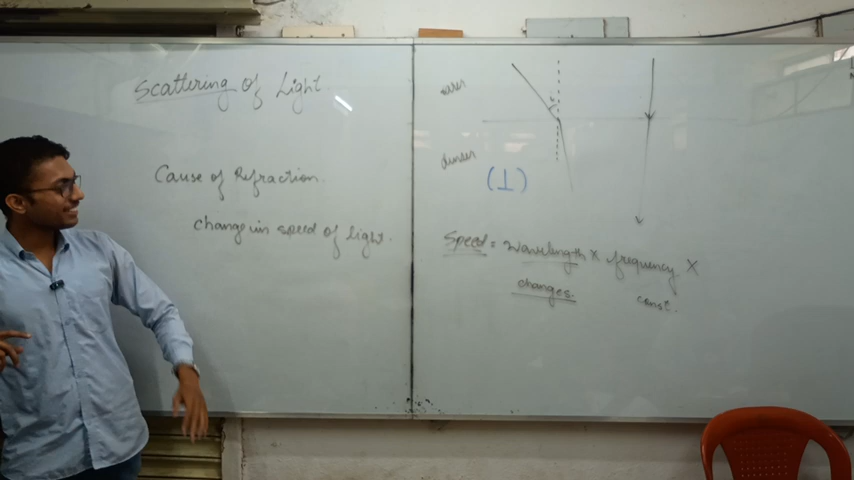 Scattering of Light
Cause of Refraction.
Change in speed of light.
rarer
denser
(⊥)
Speed = Wavelength × frequency ×
changes. const.